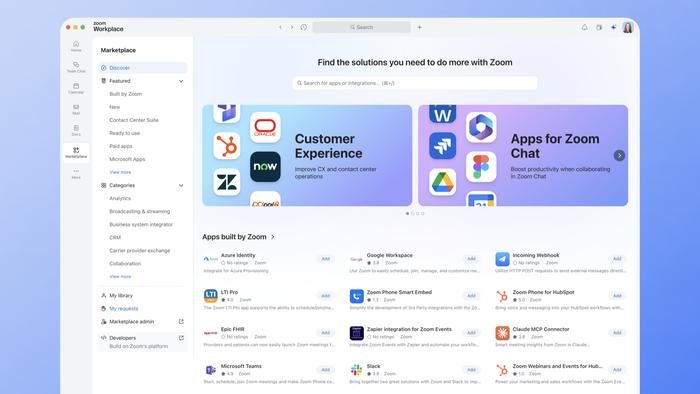 zoom
Workplace
Search
Home
Team Chat
Calendar
Mail
Docs
Marketplace
More
Marketplace
Discover
Featured
Built by Zoom
New
Contact Center Suite
Ready to use
Paid apps
Microsoft Apps
View more
Categories
Analytics
Broadcasting & streaming
Business system integrator
CRM
Carrier provider exchange
Collaboration
View more
My library
My requests
Marketplace admin
Developers
Build on Zoom's platform
Find the solutions you need to do more with Zoom
Search for apps or integrations... (⌘+/)
ORACLE
now
Customer
Experience
Improve CX and contact center
operations
W
Apps for Zoom
Chat
Boost productivity when collaborating
in Zoom Chat
Apps built by Zoom
Azure Identity
No ratings Zoom
Add
Integrate for Azure Provisioning
Google Workspace
3.9 Zoom
Add
Use Zoom to easily schedule, join, manage, and customize me...
Incoming Webhook
No ratings Zoom
Add
Utilize HTTP POST requests to send external messages directl...
LTI
LTI Pro
4.0 Zoom
Add
The Zoom LTI Pro app supports the ability to
Zoom Phone Smart Embed
Zoom
Add
Simplify the development of 3rd Party integrations with the
Zoom Phone for HubSpot
5.0 Zoom
Add
Bring voice and messaging into your HubSpot workflows with
Epic FHIR
No ratings Zoom
Add
Providers and patients can now easily launch Zoom meetings f...
Zapier integration for Zoom Events
No ratings Zoom
Add
Integrate Zoom Events with Zapier and automate your
Claude MCP Connector
3.8 Zoom
Add
Smart meeting insights from Zoom in Claude...
Microsoft Teams
4.9 Zoom
Add
Start, schedule, join Zoom meetings and make Zoom Phone ca...
Slack
3.8 Zoom
Add
Bring together two great solutions with Zoom and Slack to
Zoom Webinars and Events for Hub...
1.0 Zoom
Add
Power your marketing and sales workflows with the Zoom